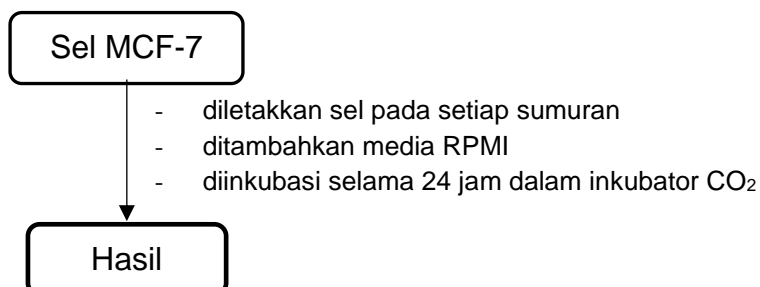 Sel MCF-7
- diletakkan sel pada setiap sumuran
- ditambahkan media RPMI
- diinkubasi selama 24 jam dalam inkubator CO₂
Hasil